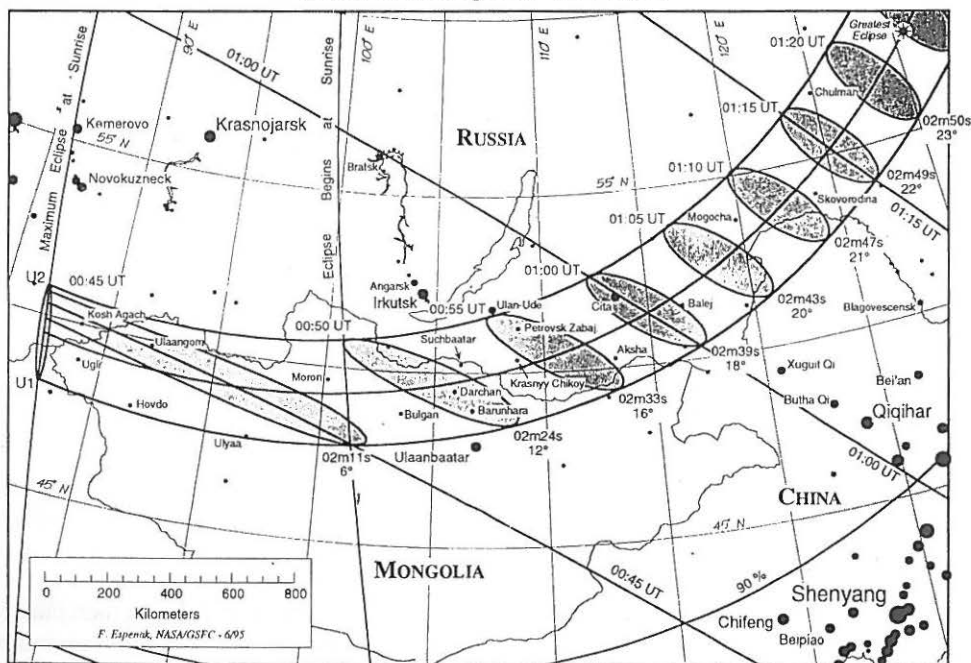 90° E
Sunrise
at
Eclipse
Maximum
01:00 UT
Sunrise
at
Begins
Eclipse
100° E
110° E
120° E
Greatest
Eclipse
01:20 UT
Chulman
01:15 UT
02m50s
23°
Kemerovo
Krasnojarsk
55° N
RUSSIA
Bratsk
Novokuzneck
01:10 UT
55° N
02m49s
22°
Skovorodina
01:15 UT
01:05 UT
Mogocha
02m47s
21°
U2
00:45 UT
Angarsk
Irkutsk
01:00 UT
Cita
Balej
02m43s
20°
Blagovescensk
Kosh Agach
Ulaangom
00:50 UT
00:55 UT
Ulan-Ude
Petrovsk Zabaj
Suchbaatar
Aksha
02m39s
18°
Ugir
U1
Moron
Krasnyy Chikoy
Xuguit Qi
Bei'an
Hovdo
Darchan
Bulgan
Barunhara
02m33s
16°
Butha Qi
Qiqihar
Ulyaa
02m24s
12°
02m11s
6°
Ulaanbaatar
01:00 UT
45° N
CHINA
45° N
MONGOLIA
00:45 UT
90 %
0 200 400 600 800
Kilometers
F. Espenak, NASA/GSFC - 6/95
Shenyang
Chifeng
Beipiao